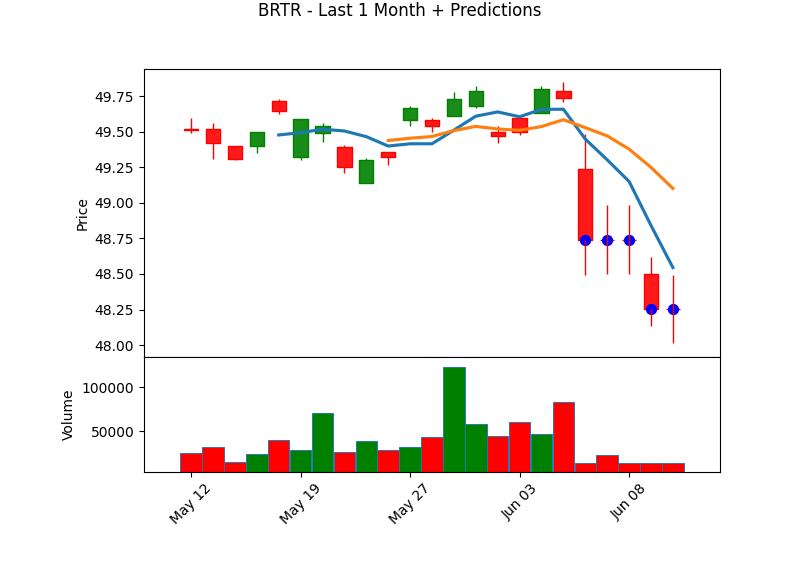 BRTR - Last 1 Month + Predictions
49.75
49.50
49.25
49.00
48.75
48.50
48.25
48.00
Price
100000
50000
Volume
May 12
May 19
May 27
Jun 03
Jun 08